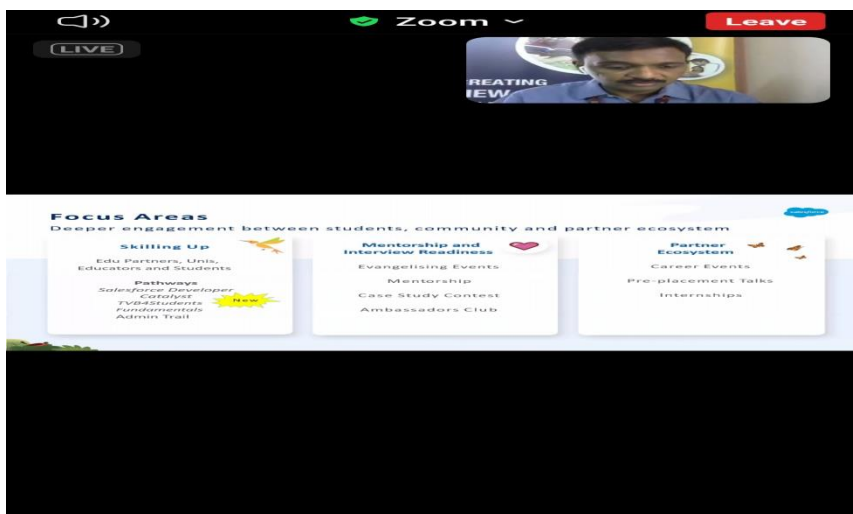 Zoom
Leave
LIVE
REATING
IEW
salesforce
Focus Areas
Deeper engagement between students, community and partner ecosystem
Skilling Up
Edu Partners, Unis,
Educators and Students
Pathways
Salesforce Developer
Catalyst
TVB4Students
New
Fundamentals
Admin Trail
Mentorship and
Interview Readiness
Evangelising Events
Mentorship
Case Study Contest
Ambassadors Club
Partner
Ecosystem
Career Events
Pre-placement Talks
Internships